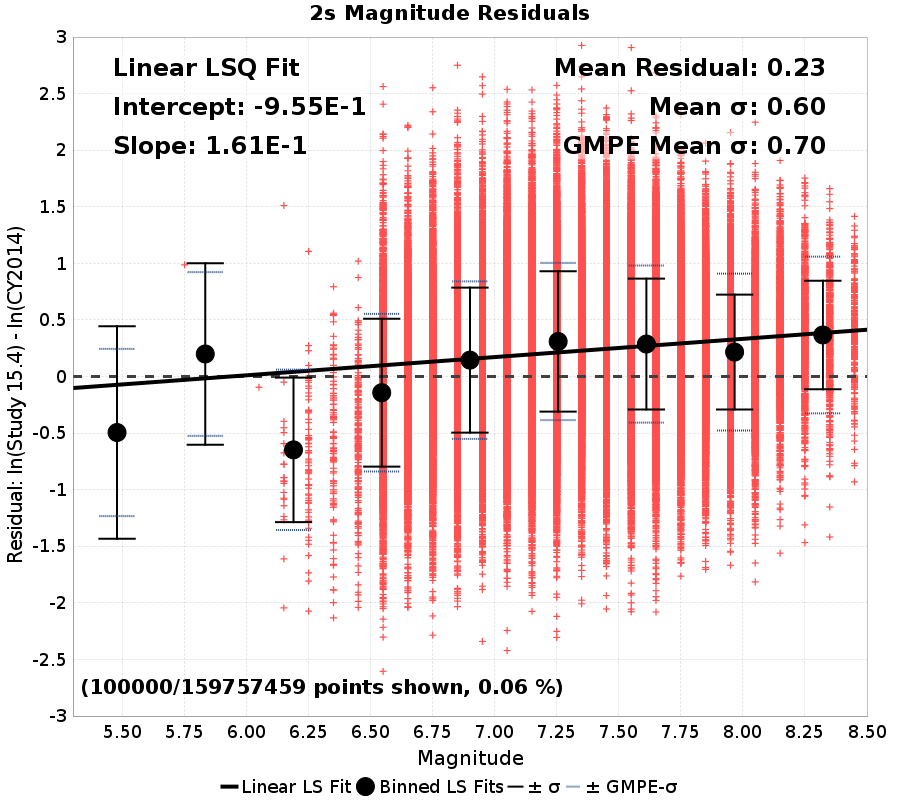 2s Magnitude Residuals
Linear LSQ Fit
Intercept: -9.55E-1
Slope: 1.61E-1
Mean Residual: 0.23
Mean σ: 0.60
GMPE Mean σ: 0.70
Residual: ln(Study 15.4) - ln(CY2014)
3
2.5
2
1.5
1
0.5
0
-0.5
-1
-1.5
-2
-2.5
-3
(100000/159757459 points shown, 0.06 %)
5.50 5.75 6.00 6.25 6.50 6.75 7.00 7.25 7.50 7.75 8.00 8.25 8.50
Magnitude
Linear LS Fit Binned LS Fits ± σ ± GMPE-σ